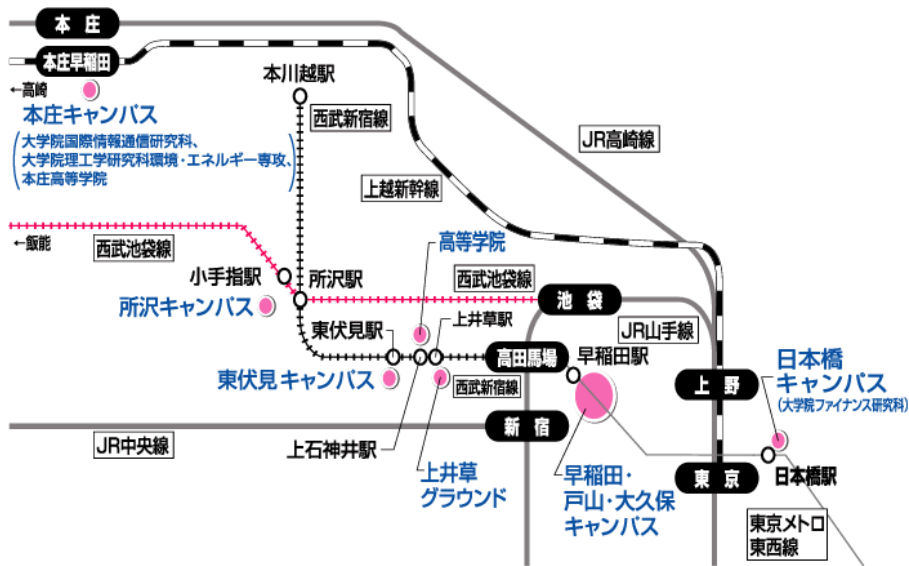 本庄
本庄早稲田
←高崎
本庄キャンパス
(大学院国際情報通信研究科、
大学院理工学研究科環境・エネルギー専攻、
本庄高等学院)
本川越駅
西武新宿線
JR高崎線
上越新幹線
←飯能
西武池袋線
小手指駅
所沢駅
所沢キャンパス
高等学院
西武池袋線
池袋
JR山手線
東伏見駅
上井草駅
高田馬場
早稲田駅
東伏見キャンパス
西武新宿線
上野
日本橋
キャンパス
(大学院ファイナンス研究科)
新宿
JR中央線
上石神井駅
上井草
グラウンド
早稲田・
戸山・大久保
キャンパス
東京
日本橋駅
東京メトロ
東西線